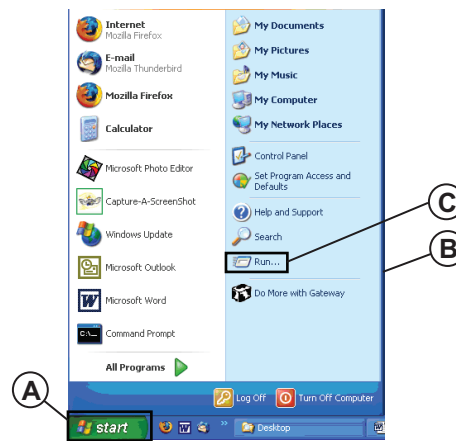 Internet
Mozilla Firefox
E-mail
Mozilla Thunderbird
Mozilla Firefox
Calculator
Microsoft Photo Editor
Capture-A-ScreenShot
Windows Update
Microsoft Outlook
Microsoft Word
Command Prompt
All Programs
My Documents
My Pictures
My Music
My Computer
My Network Places
Control Panel
Set Program Access and
Defaults
Help and Support
Search
Run...
Do More with Gateway
C
B
A
Log Off
Turn Off Computer
start
»
Desktop